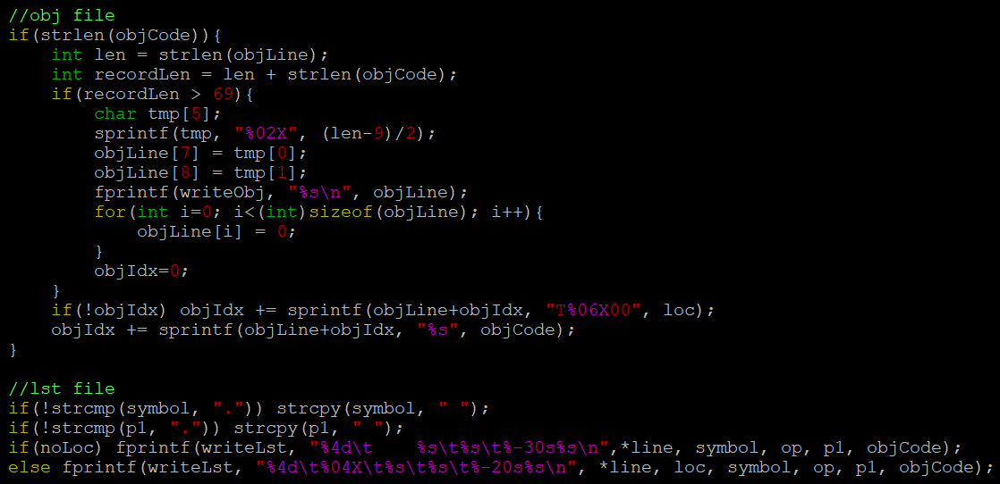 //obj file
if(strlen(objCode)){
    int len = strlen(objLine);
    int recordLen = len + strlen(objCode);
    if(recordLen > 69){
        char tmp[5];
        sprintf(tmp, "%02X", (len-9)/2);
        objLine[7] = tmp[0];
        objLine[8] = tmp[1];
        fprintf(writeObj, "%s\n", objLine);
        for(int i=0; i<(int)sizeof(objLine); i++){
            objLine[i] = 0;
        }
        objIdx=0;
    }
    if(!objIdx) objIdx += sprintf(objLine+objIdx, "T%06X00", loc);
    objIdx += sprintf(objLine+objIdx, "%s", objCode);
}

//lst file
if(!strcmp(symbol, ".")) strcpy(symbol, " ");
if(!strcmp(p1, ".")) strcpy(p1, " ");
if(noLoc) fprintf(writeLst, "%4d\t    %s\t%s\t%-30s%s\n",*line, symbol, op, p1, objCode);
else fprintf(writeLst, "%4d\t%04X\t%s\t%s\t%-20s%s\n", *line, loc, symbol, op, p1, objCode);